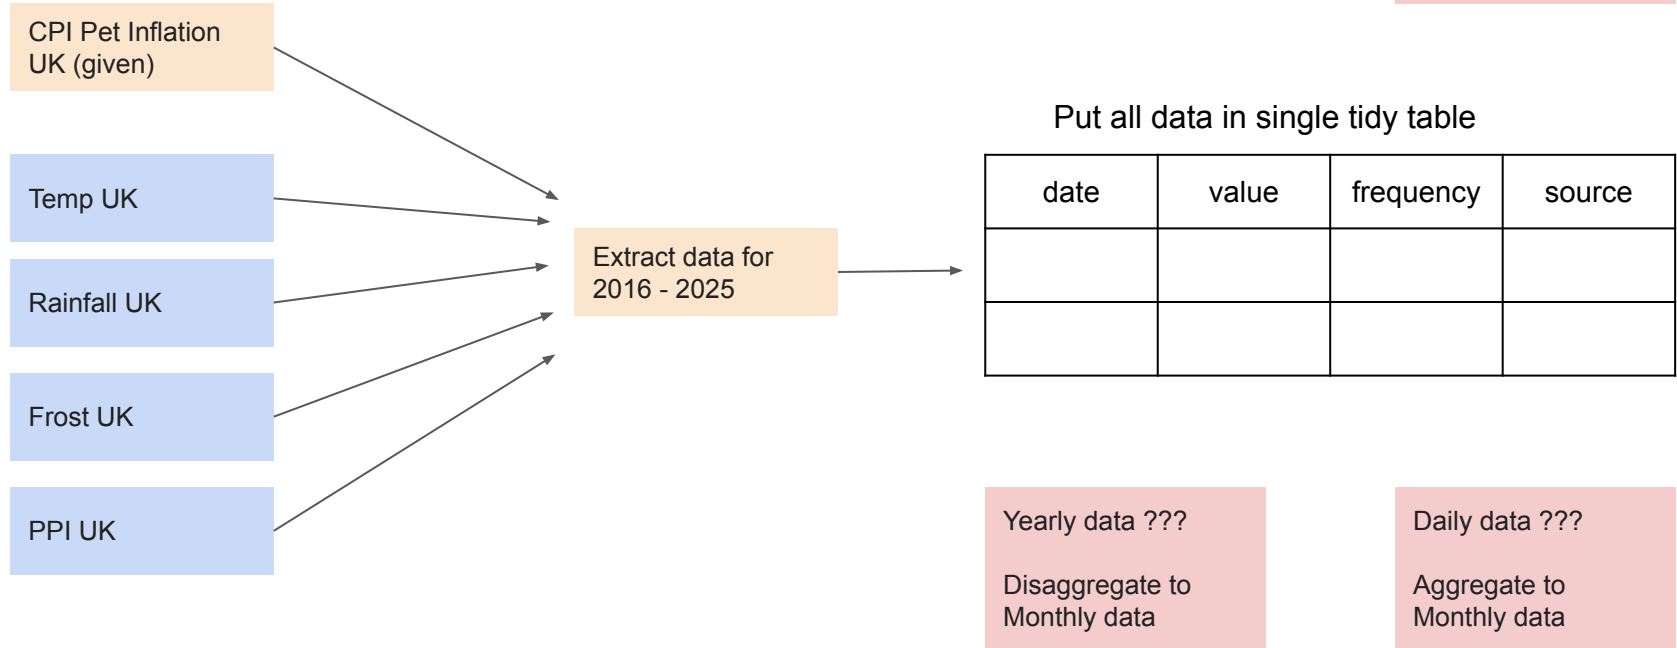 CPI Pet Inflation
UK (given)
Temp UK
Rainfall UK
Frost UK
PPI UK
Extract data for
2016 - 2025
Put all data in single tidy table
date value frequency source
Yearly data ???
Disaggregate to
Monthly data
Daily data ???
Aggregate to
Monthly data